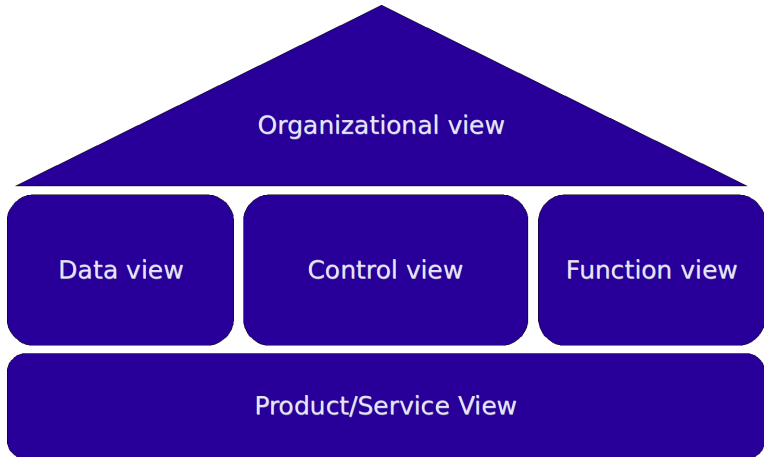 Organizational view
Data view
Control view
Function view
Product/Service View